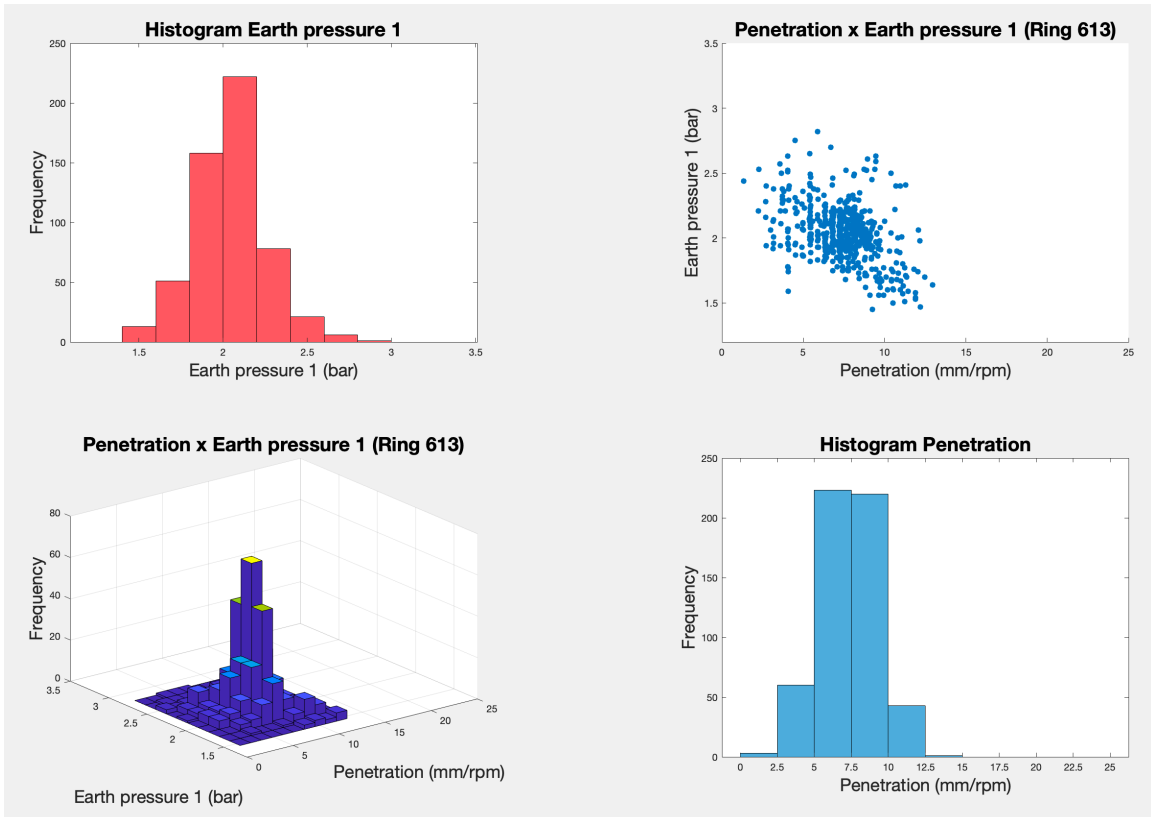 Histogram Earth pressure 1
250
200
150
100
50
0
Frequency
1.5 2 2.5 3 3.5
Earth pressure 1 (bar)
Penetration x Earth pressure 1 (Ring 613)
3.5
3
2.5
2
1.5
Earth pressure 1 (bar)
0 5 10 15 20 25
Penetration (mm/rpm)
Penetration x Earth pressure 1 (Ring 613)
80
60
40
20
0
Frequency
3.5
3
2.5
2
1.5
0
5
10
15
20
25
Penetration (mm/rpm)
Earth pressure 1 (bar)
Histogram Penetration
250
200
150
100
50
0
Frequency
0 2.5 5 7.5 10 12.5 15 17.5 20 22.5 25
Penetration (mm/rpm)